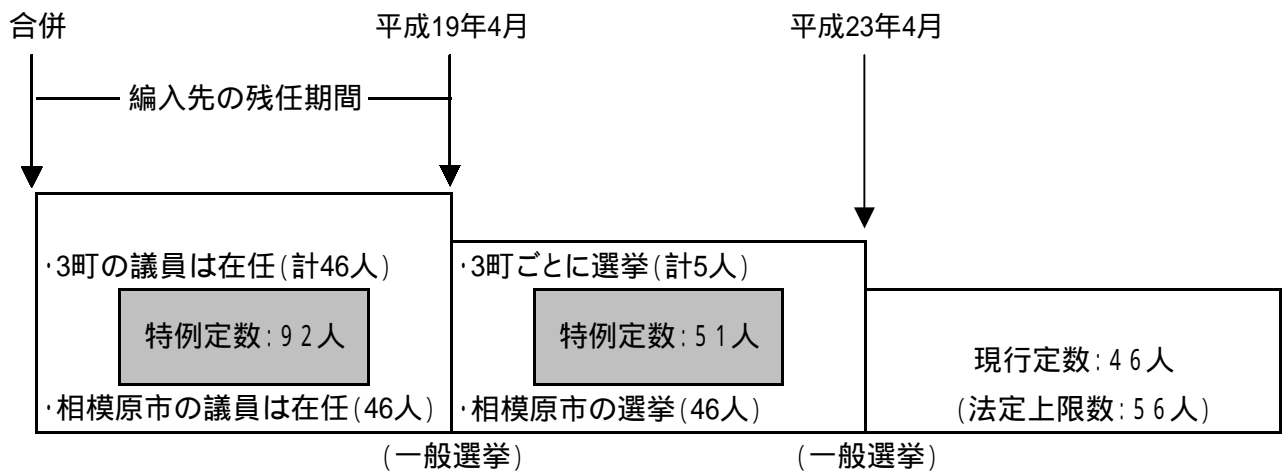 合併
平成19年4月
平成23年4月
編入先の残任期間
・3町の議員は在任(計46人)
特例定数:92人
・相模原市の議員は在任(46人)
・3町ごとに選挙(計5人)
特例定数:51人
・相模原市の選挙(46人)
現行定数:46人
(法定上限数:56人)
(一般選挙)
(一般選挙)